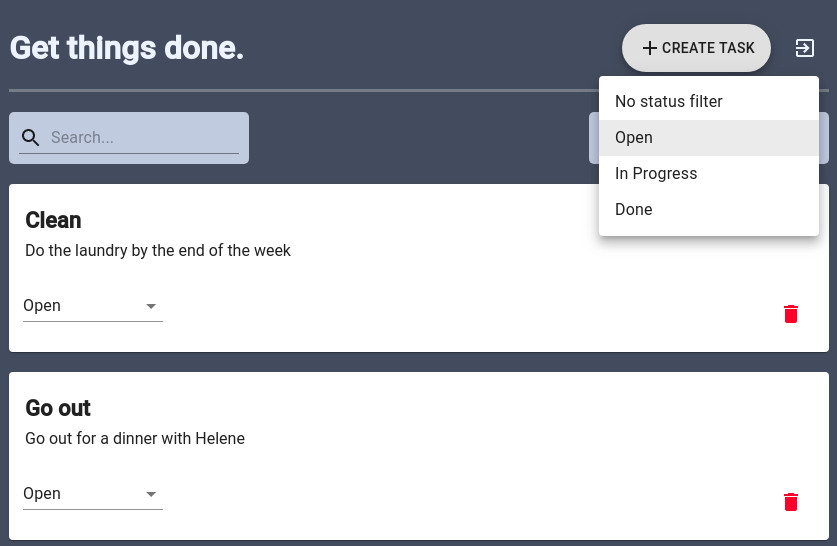 Get things done.
CREATE TASK
No status filter
Open
In Progress
Done
Search...
Clean
Do the laundry by the end of the week
Open
Go out
Go out for a dinner with Helene
Open